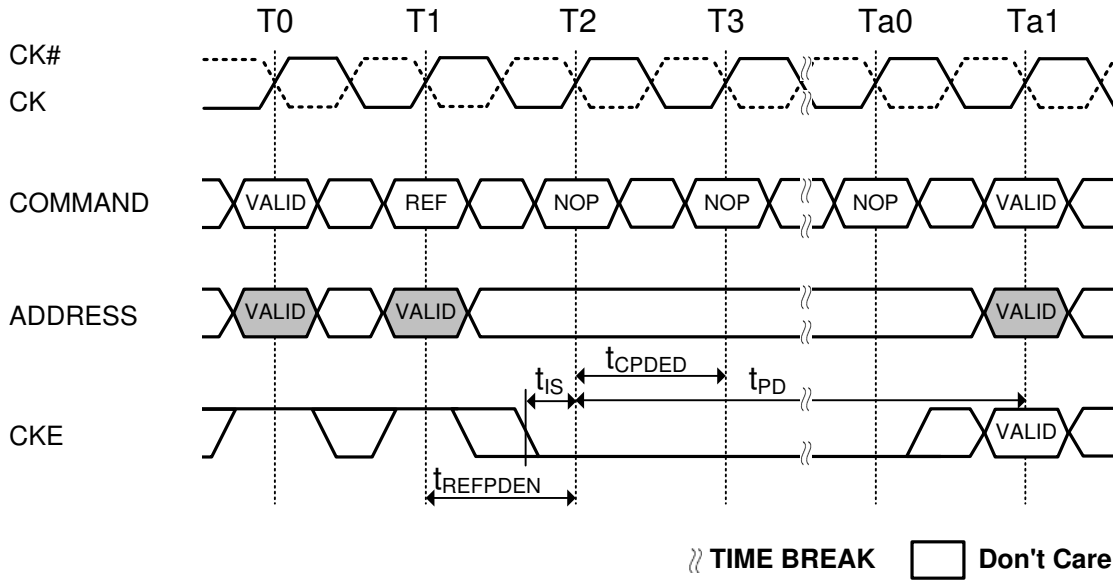 T0 T1 T2 T3 Ta0 Ta1
CK#
CK
COMMAND VALID REF NOP NOP NOP VALID
ADDRESS VALID VALID VALID
tCPDED
tIS tPD
CKE VALID
tREFPDEN
TIME BREAK Don't Care